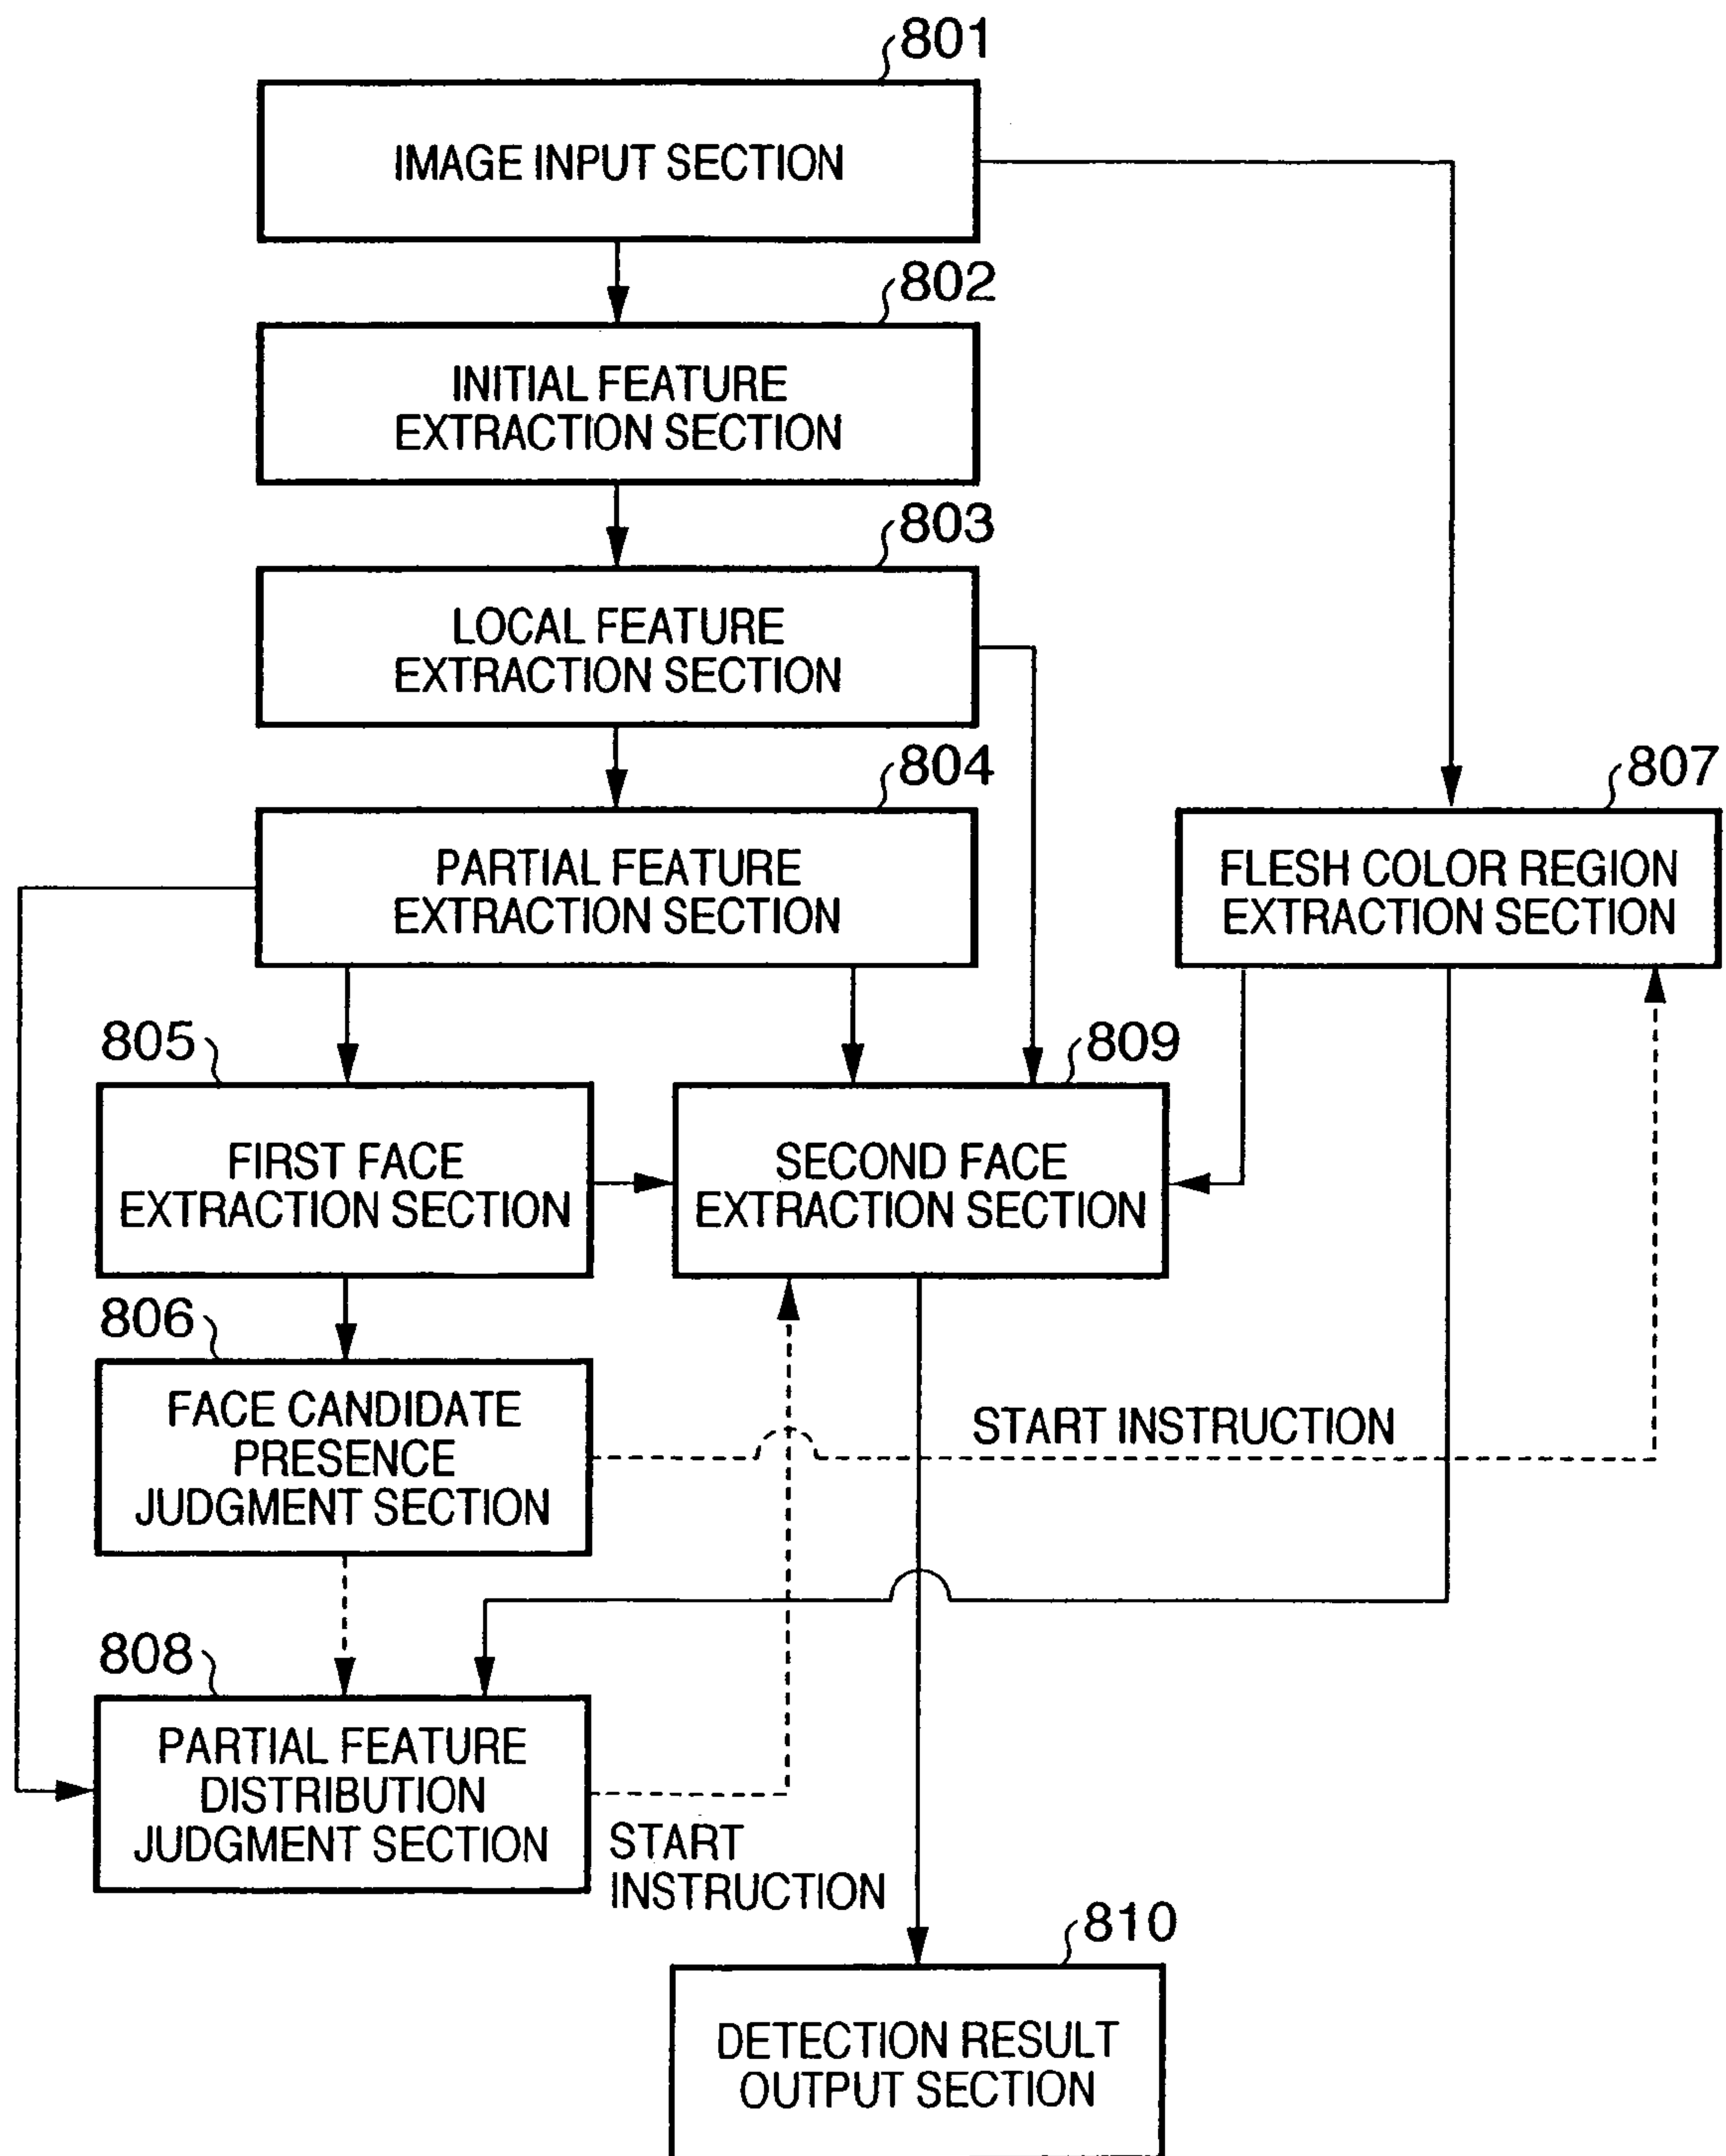 801
IMAGE INPUT SECTION
802
INITIAL FEATURE
EXTRACTION SECTION
803
LOCAL FEATURE
EXTRACTION SECTION
804
PARTIAL FEATURE
EXTRACTION SECTION
807
FLESH COLOR REGION
EXTRACTION SECTION
805
FIRST FACE
EXTRACTION SECTION
809
SECOND FACE
EXTRACTION SECTION
806
FACE CANDIDATE
PRESENCE
JUDGMENT SECTION
START INSTRUCTION
808
PARTIAL FEATURE
DISTRIBUTION
JUDGMENT SECTION
START
INSTRUCTION
810
DETECTION RESULT
OUTPUT SECTION